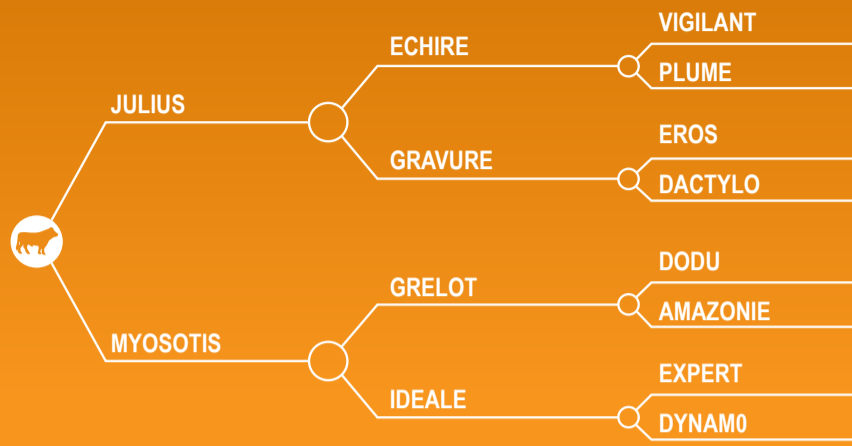 VIGILANT
ECHIRE
PLUME
JULIUS
EROS
GRAVURE
DACTYLO
DODU
GRELOT
AMAZONIE
MYOSOTIS
EXPERT
IDEALE
DYNAM0